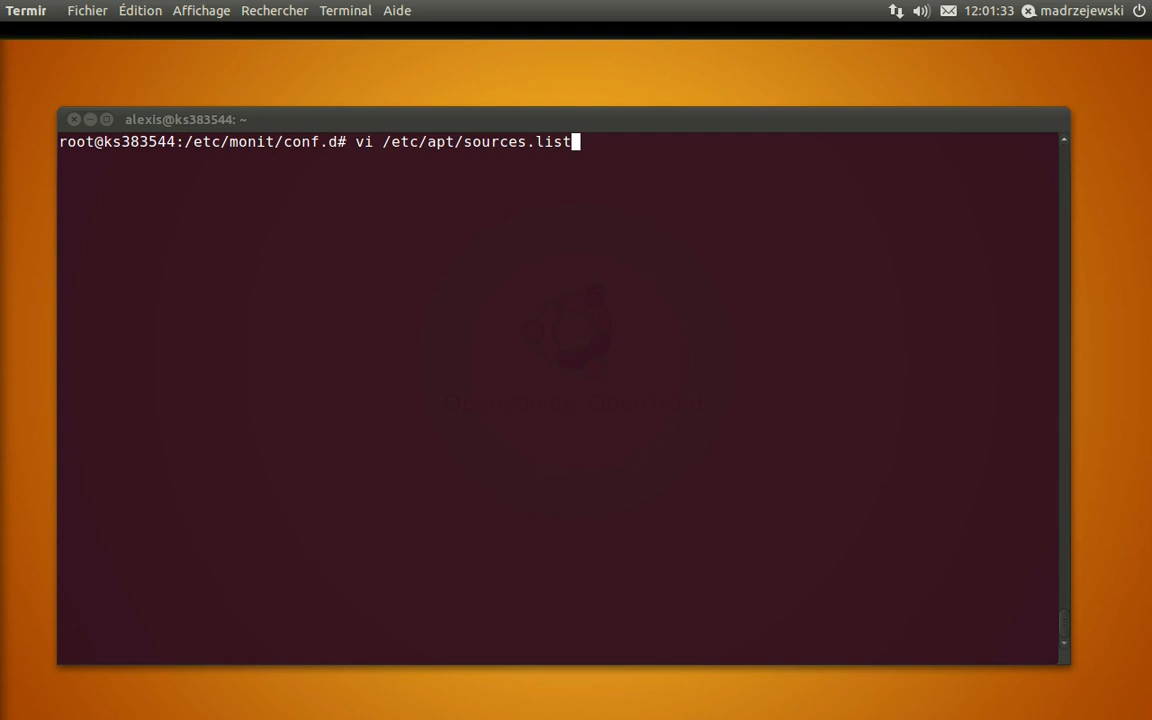 Termir Fichier Édition Affichage Rechercher Terminal Aide 12:01:33 madrzejewski
alexis@ks383544: ~
root@ks383544:/etc/monit/conf.d# vi /etc/apt/sources.list